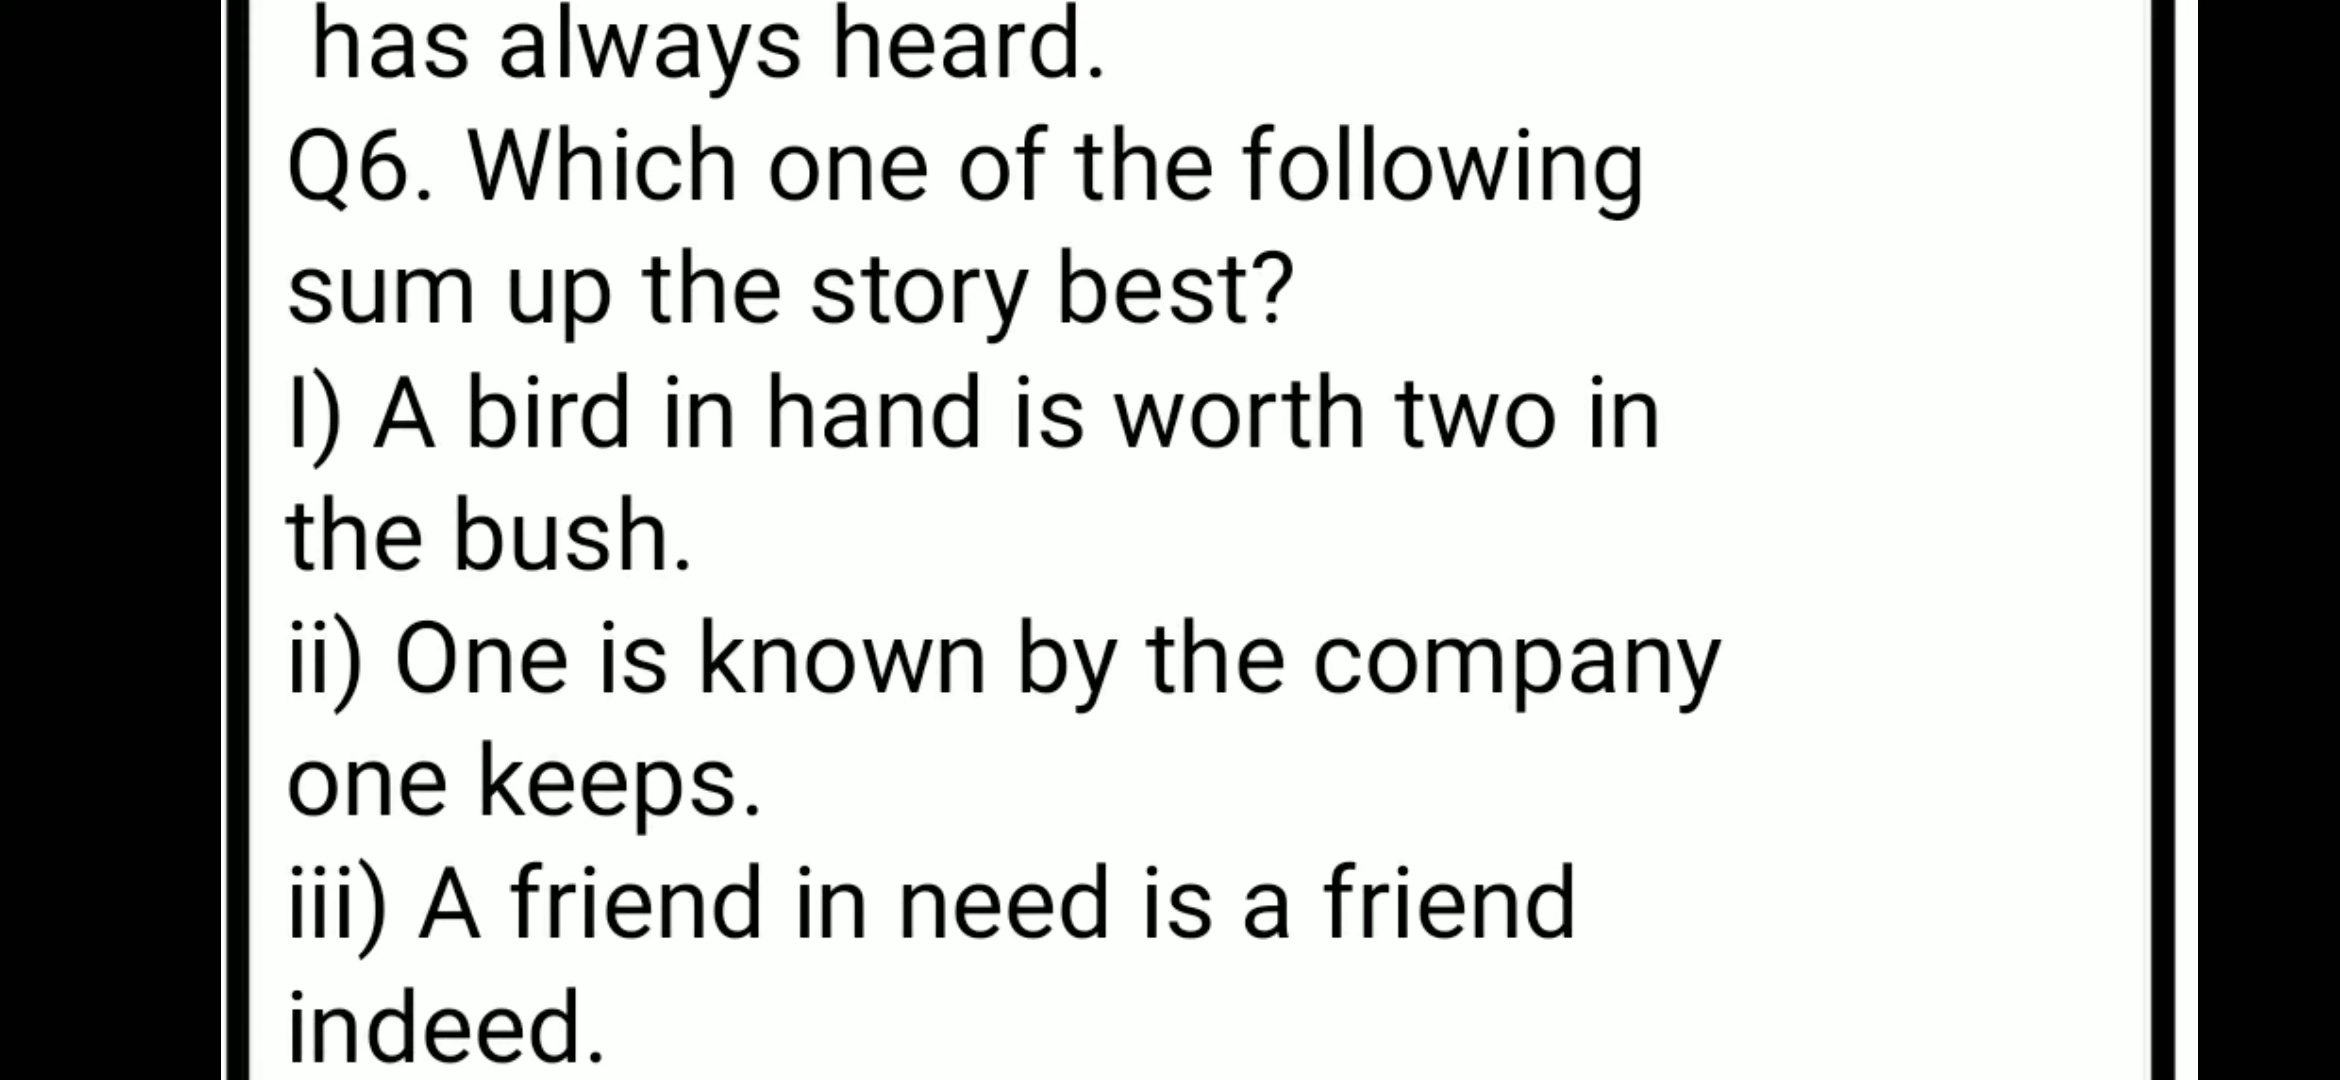 has always heard.
Q6. Which one of the following
sum up the story best?
I) A bird in hand is worth two in
the bush.
ii) One is known by the company
one keeps.
iii) A friend in need is a friend
indeed.